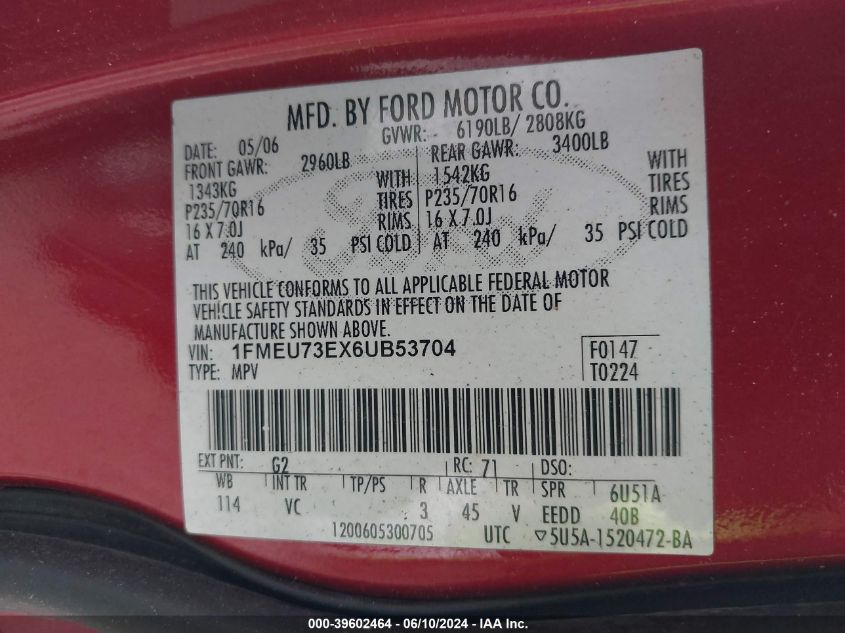 MFD. BY FORD MOTOR CO.
DATE: 05/06 GVWR: 6190LB/ 2808KG
FRONT GAWR: 2960LB REAR GAWR: 3400LB
1343KG WITH 1542KG WITH
P235/70R16 TIRES P235/70R16 TIRES
16 X 7.0J RIMS 16 X 7.0J RIMS
AT 240 kPa/ 35 PSI COLD AT 240 kPa/ 35 PSI COLD
THIS VEHICLE CONFORMS TO ALL APPLICABLE FEDERAL MOTOR
VEHICLE SAFETY STANDARDS IN EFFECT ON THE DATE OF
MANUFACTURE SHOWN ABOVE.
VIN: 1FMEU73EX6UB53704 F0147
TYPE: MPV T0224
EXT PNT: G2 RC: 71 DSO:
WB INT TR TP/PS R AXLE TR SPR 6U51A
114 VC 3 45 V EEDD 40B
1200605300705 UTC ▽5U5A-1520472-BA
000-39602464 - 06/10/2024 - IAA Inc.